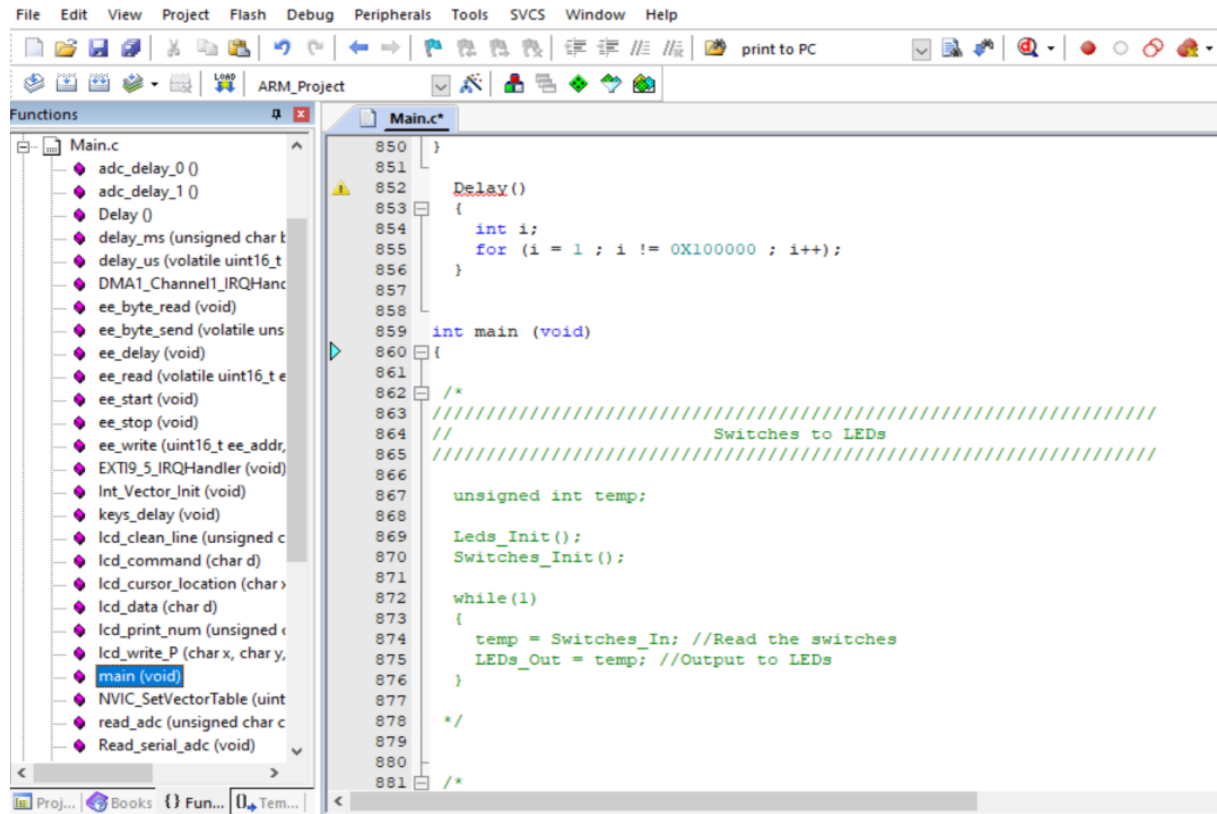 File Edit View Project Flash Debug Peripherals Tools SVCS Window Help
print to PC
LOAD ARM_Project
Functions
Main.c
adc_delay_0 ()
adc_delay_1 ()
Delay ()
delay_ms (unsigned char
delay_us (volatile uint16_t
DMA1_Channel1_IRQHanc
ee_byte_read (void)
ee_byte_send (volatile uns
ee_delay (void)
ee_read (volatile uint16_t e
ee_start (void)
ee_stop (void)
ee_write (uint16_t ee_addr,
EXTI9_5_IRQHandler (void)
Int_Vector_Init (void)
keys_delay (void)
lcd_clean_line (unsigned c
lcd_command (char d)
lcd_cursor_location (char
lcd_data (char d)
lcd_print_num (unsigned
lcd_write_P (char x, char y,
main (void)
NVIC_SetVectorTable (uint
read_adc (unsigned char c
Read_serial_adc (void)
Proj... Books {} Fun... Tem...
Main.c*
850 }
851
852 Delay()
853 {
854 int i;
855 for (i = 1 ; i != 0X100000 ; i++);
856 }
857
858
859 int main (void)
860 {
861
862 /*
863 ///////////////////////////////////////////////////////////////////
864 // Switches to LEDs
865 ///////////////////////////////////////////////////////////////////
866
867 unsigned int temp;
868
869 Leds_Init();
870 Switches_Init();
871
872 while(1)
873 {
874 temp = Switches_In; //Read the switches
875 LEDs_Out = temp; //Output to LEDs
876 }
877
878 */
879
880
881 /*